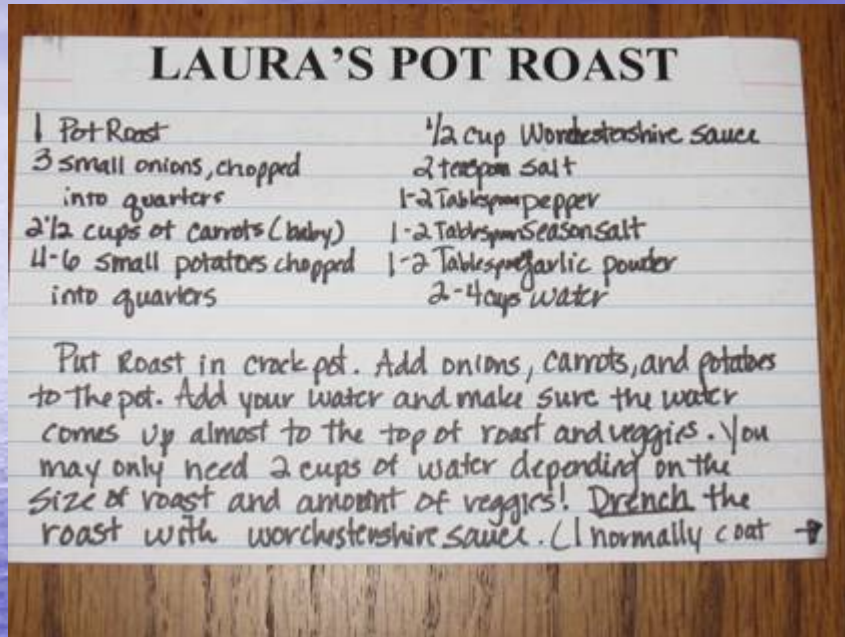 LAURA'S POT ROAST
1 Pot Roast
3 small onions, chopped
into quarters
2 1/2 cups of carrots (baby)
4-6 small potatoes chopped
into quarters
1/2 cup Worchestershire sauce
2 teaspoon salt
1-2 Tablespoon pepper
1-2 Tablespoon Season salt
1-2 Tablespoon garlic powder
2-4 cups water
Put Roast in crock pot. Add onions, carrots, and potatoes
to the pot. Add your water and make sure the water
comes up almost to the top of roast and veggies. You
may only need 2 cups of water depending on the
size of roast and amount of veggies! Drench the
roast with worchestershire sauce. (I normally coat →